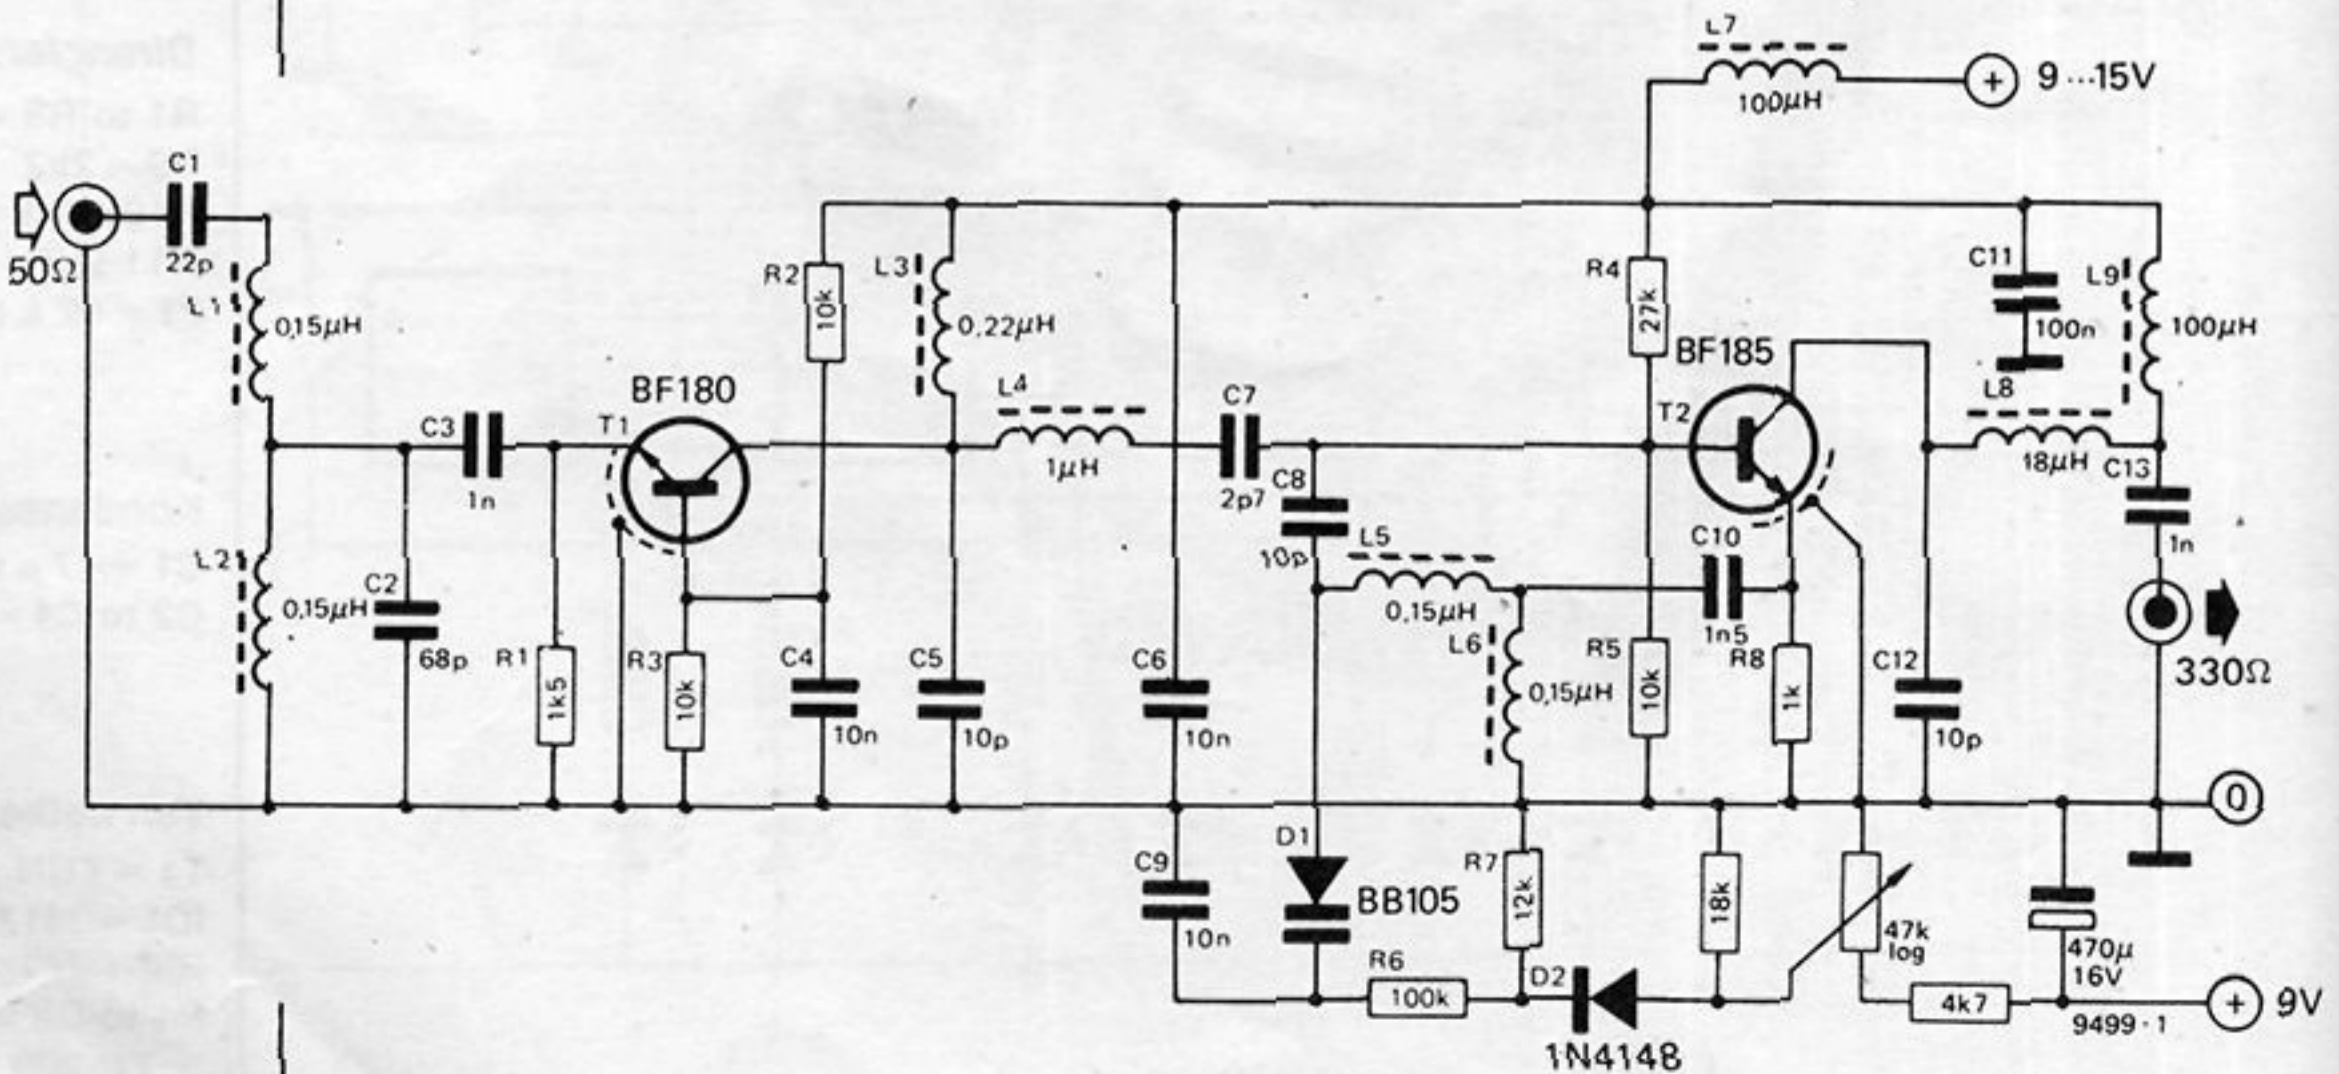 L7
100µH
+ 9...15V
C1
22p
50Ω
L1
0,15µH
R2
10k
L3
0,22µH
R4
27k
C11
100n
L9
100µH
BF180
T1
C3
1n
L4
1µH
C7
2p7
BF185
T2
L8
18µH
C13
1n
L2
0,15µH
C2
68p
R1
1k5
R3
10k
C4
10n
C5
10p
C6
10n
C8
10p
L5
0,15µH
L6
0,15µH
C10
1n5
R5
10k
R8
1k
C12
10p
330Ω
0
C9
10n
D1
BB105
R7
12k
18k
47k
log
470µ
16V
R6
100k
D2
1N4148
4k7
9499-1
+ 9V